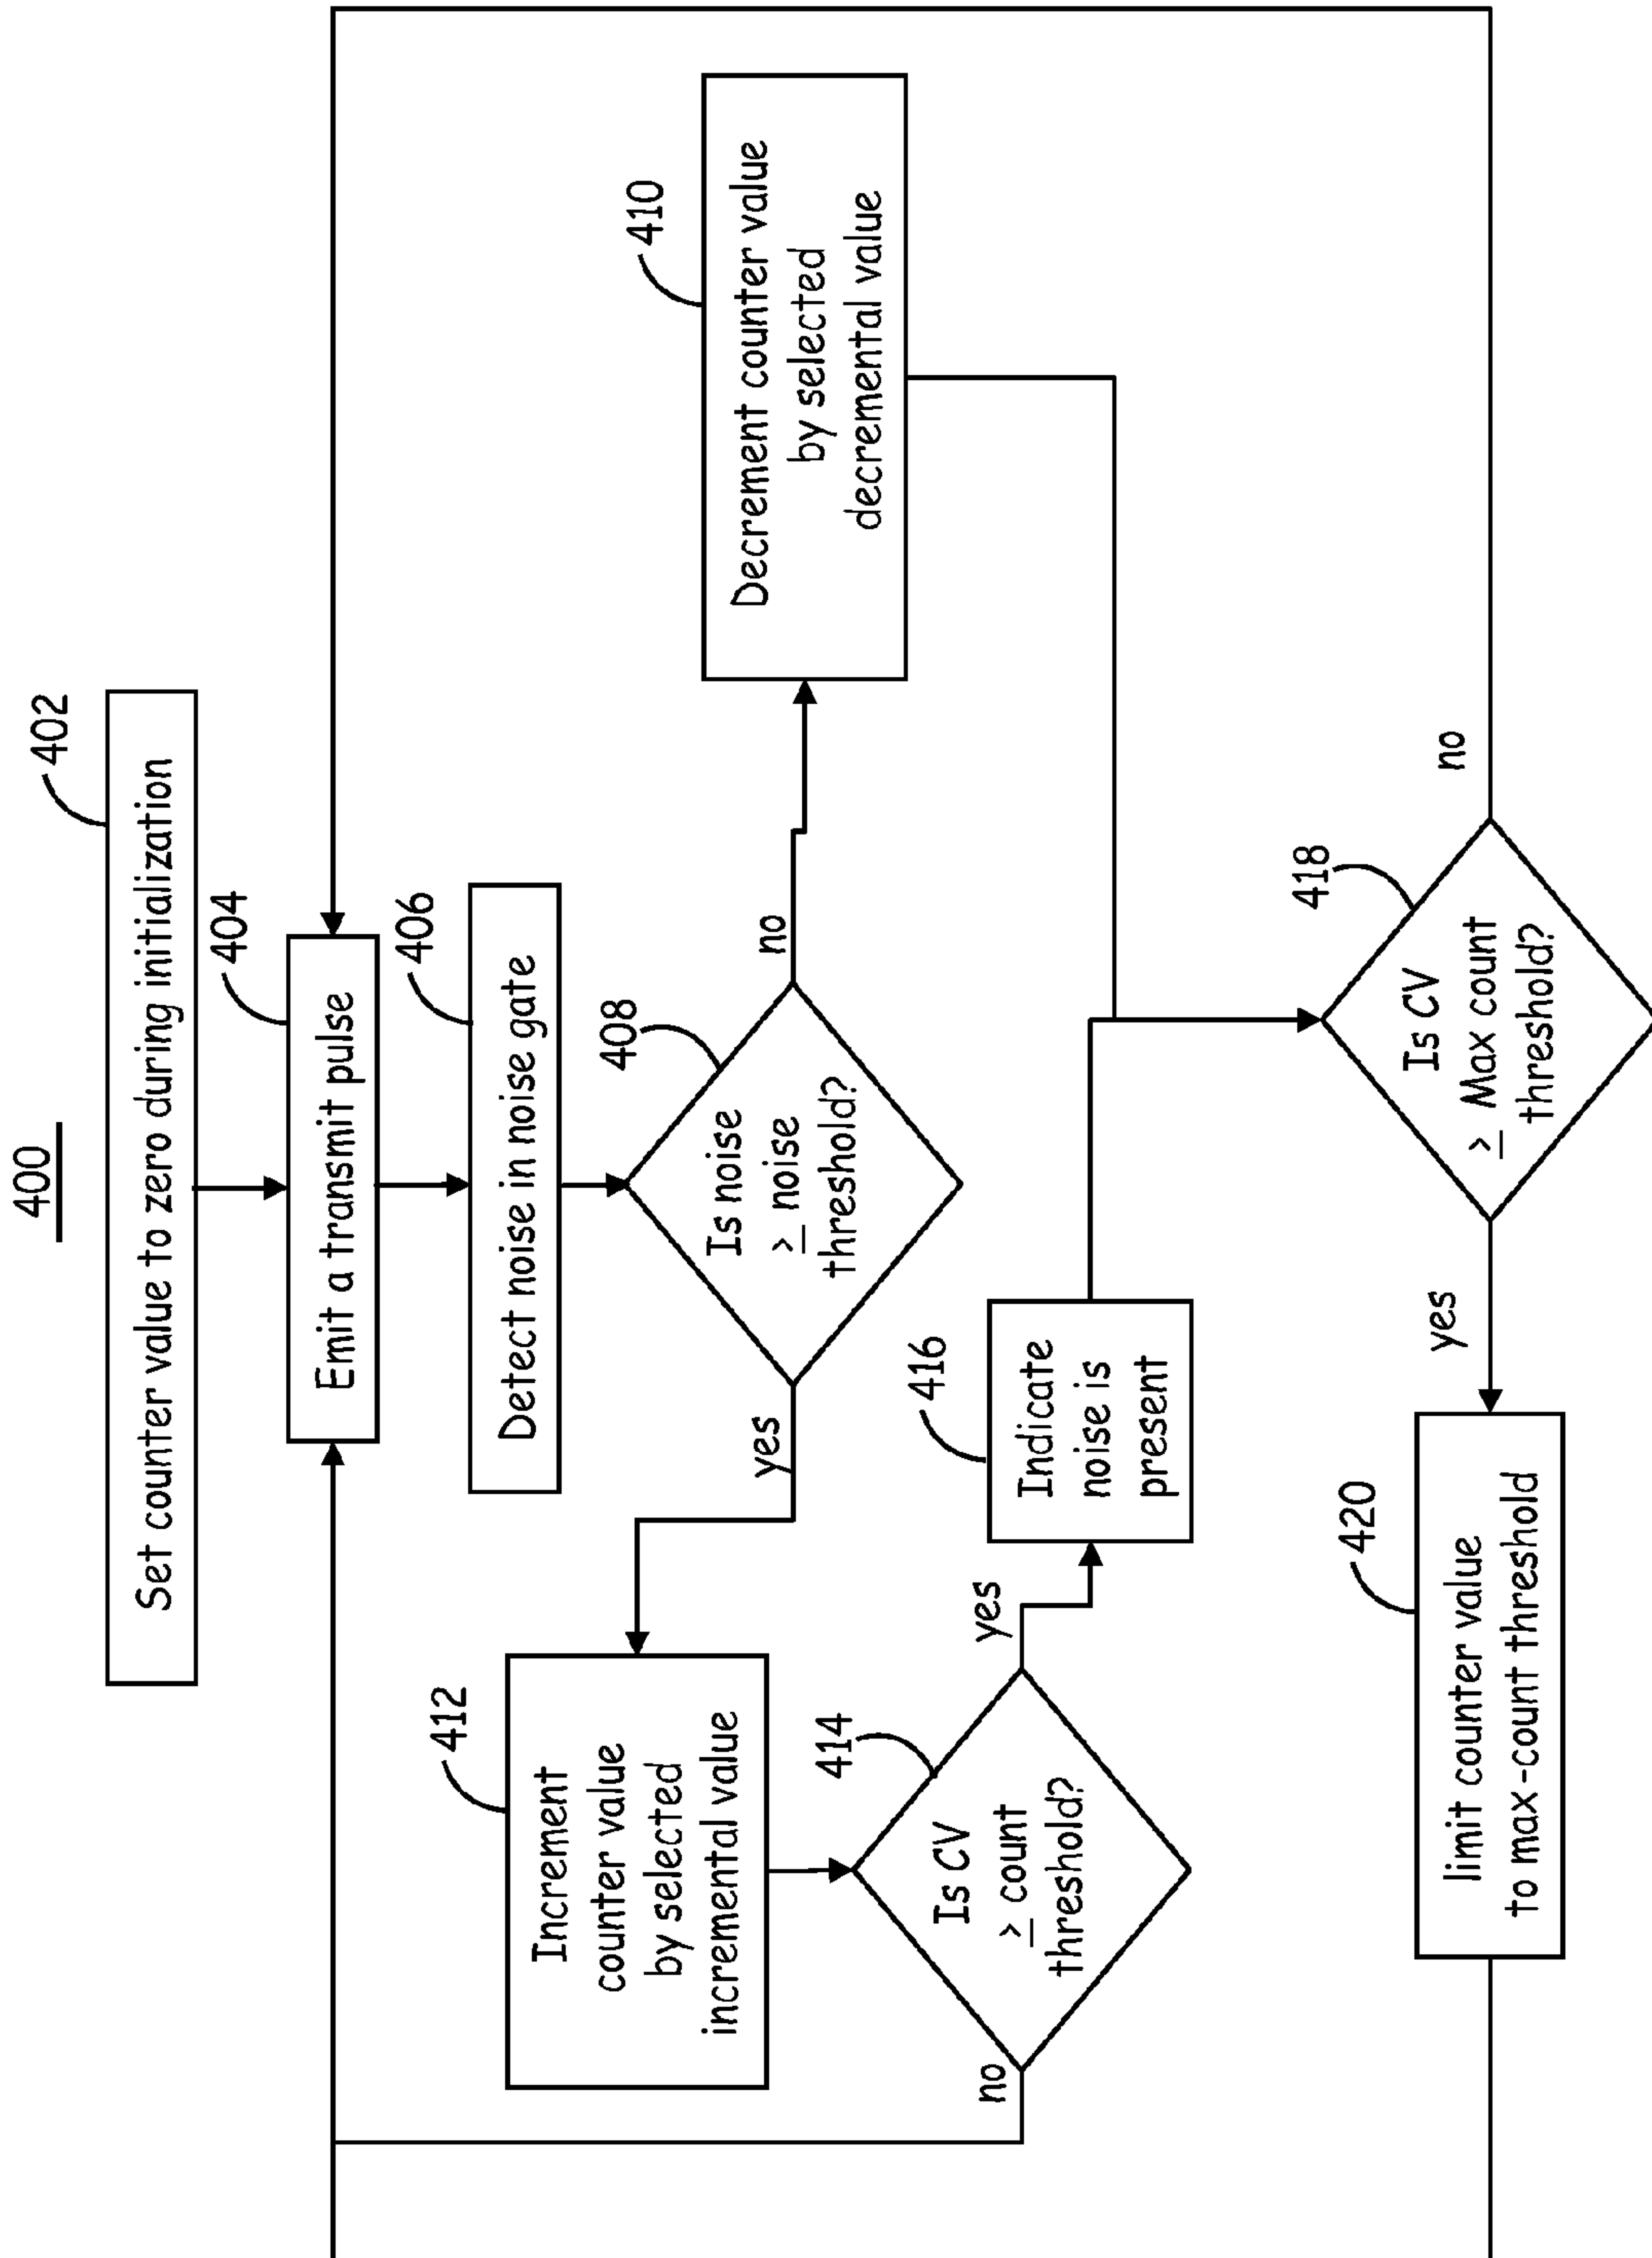 400
402
Set counter value to zero during initialization
404
Emit a transmit pulse
406
Detect noise in noise gate
408
Is noise
≥ noise
threshold?
yes
no
412
Increment
counter value
by selected
incremental value
410
Decrement counter value
by selected
decremental value
414
Is CV
≥ count
threshold?
no
yes
416
Indicate
noise is
present
418
Is CV
≥ Max count
threshold?
yes
no
420
limit counter value
to max-count threshold